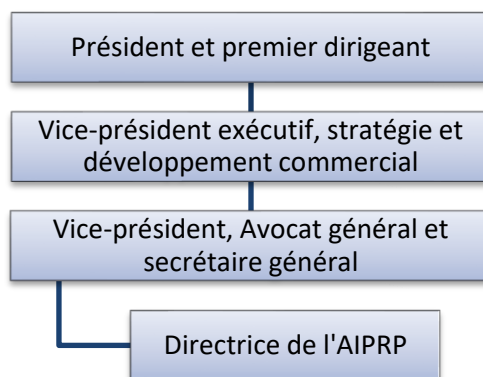 Président et premier dirigeant
Vice-président exécutif, stratégie et
développement commercial
Vice-président, Avocat général et
secrétaire général
Directrice de l'AIPRP